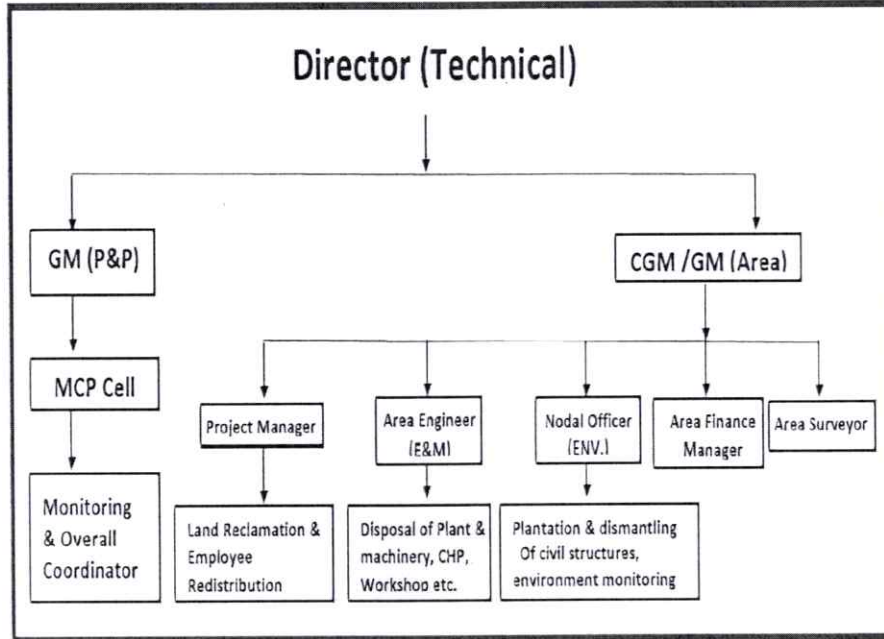 Director (Technical)
GM (P&P)
CGM /GM (Area)
MCP Cell
Project Manager
Area Engineer
(E&M)
Nodal Officer
(ENV.)
Area Finance
Manager
Area Surveyor
Monitoring
& Overall
Coordinator
Land Reclamation &
Employee
Redistribution
Disposal of Plant &
machinery, CHP,
Workshop etc.
Plantation & dismantling
Of civil structures,
environment monitoring